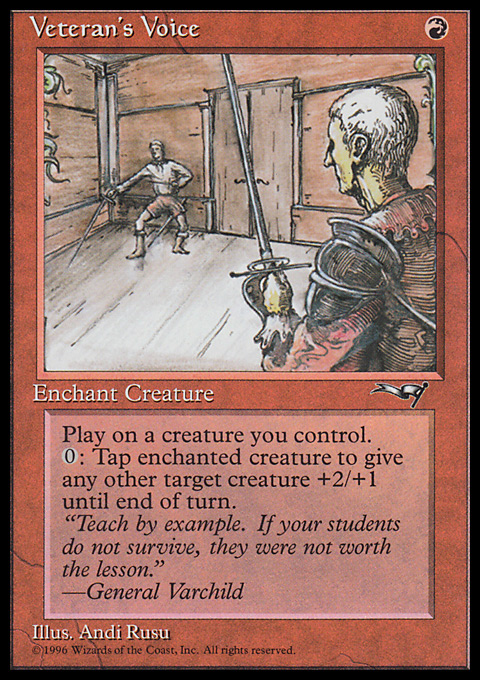 Veteran's Voice
Enchant Creature
Play on a creature you control.
0: Tap enchanted creature to give
any other target creature +2/+1
until end of turn.
“Teach by example. If your students
do not survive, they were not worth
the lesson.”
—General Varchild
Illus. Andi Rusu
©1996 Wizards of the Coast, Inc. All rights reserved.